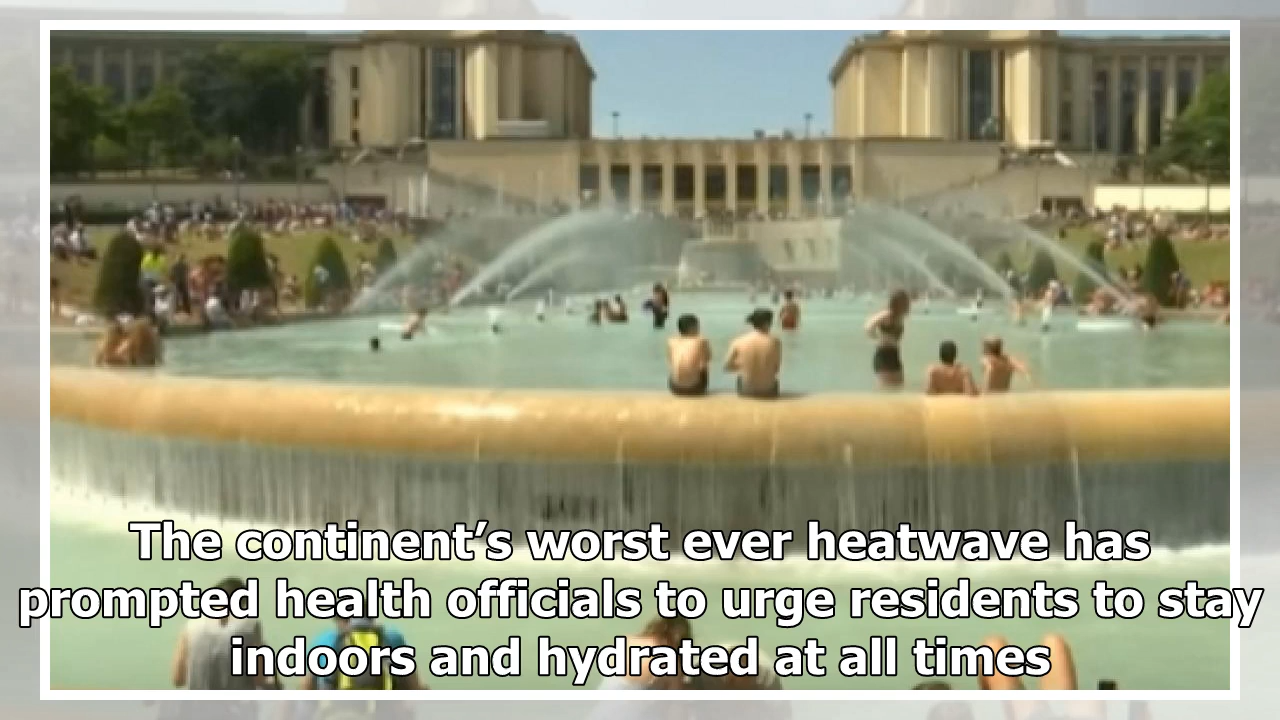 The continent’s worst ever heatwave has
prompted health officials to urge residents to stay
indoors and hydrated at all times